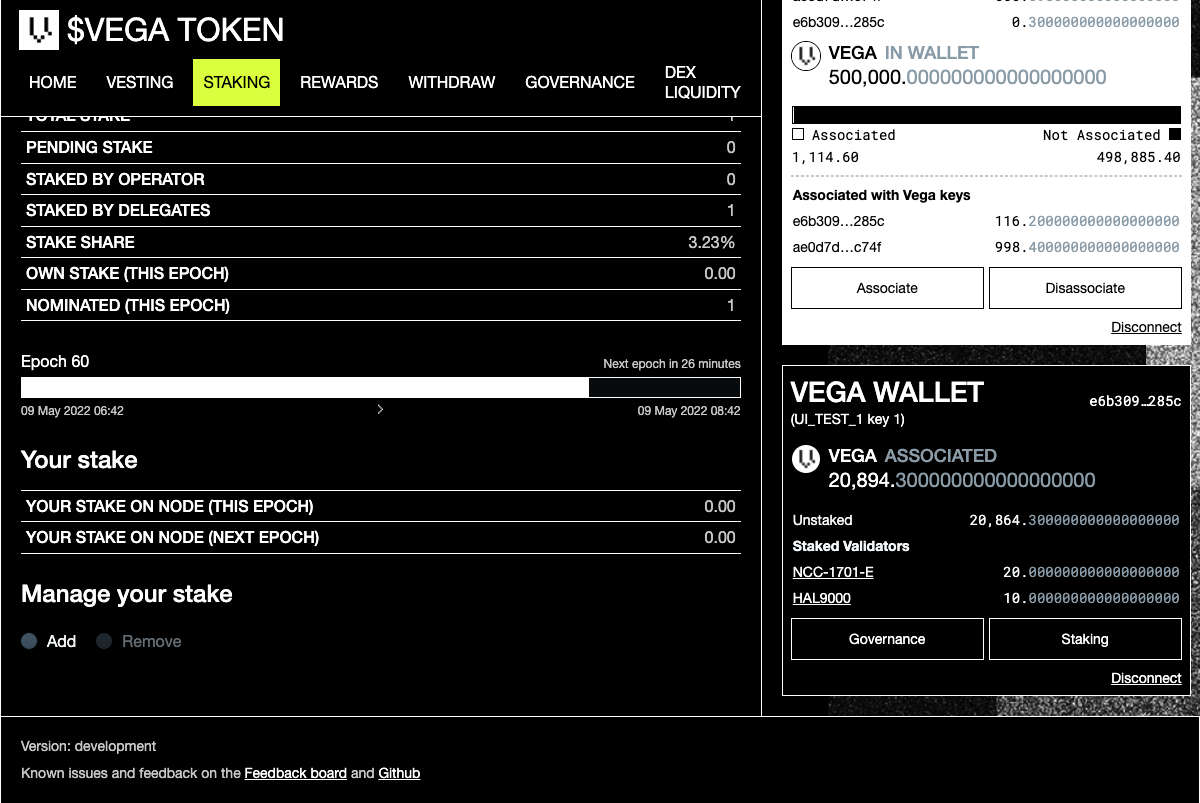 $VEGA TOKEN
HOME
VESTING
STAKING
REWARDS
WITHDRAW
GOVERNANCE
DEX
LIQUIDITY
TOTAL STAKE 1
PENDING STAKE 0
STAKED BY OPERATOR 0
STAKED BY DELEGATES 1
STAKE SHARE 3.23%
OWN STAKE (THIS EPOCH) 0.00
NOMINATED (THIS EPOCH) 1
Epoch 60
Next epoch in 26 minutes
09 May 2022 06:42
09 May 2022 08:42
Your stake
YOUR STAKE ON NODE (THIS EPOCH) 0.00
YOUR STAKE ON NODE (NEXT EPOCH) 0.00
Manage your stake
Add
Remove
e6b309…285c 0.300000000000000000
VEGA IN WALLET
500,000.000000000000000000
Associated
Not Associated
1,114.60
498,885.40
Associated with Vega keys
e6b309…285c 116.200000000000000000
ae0d7d…c74f 998.400000000000000000
Associate
Disassociate
Disconnect
VEGA WALLET
e6b309…285c
(UI_TEST_1 key 1)
VEGA ASSOCIATED
20,894.300000000000000000
Unstaked 20,864.300000000000000000
Staked Validators
NCC-1701-E 20.000000000000000000
HAL9000 10.000000000000000000
Governance
Staking
Disconnect
Version: development
Known issues and feedback on the Feedback board and Github